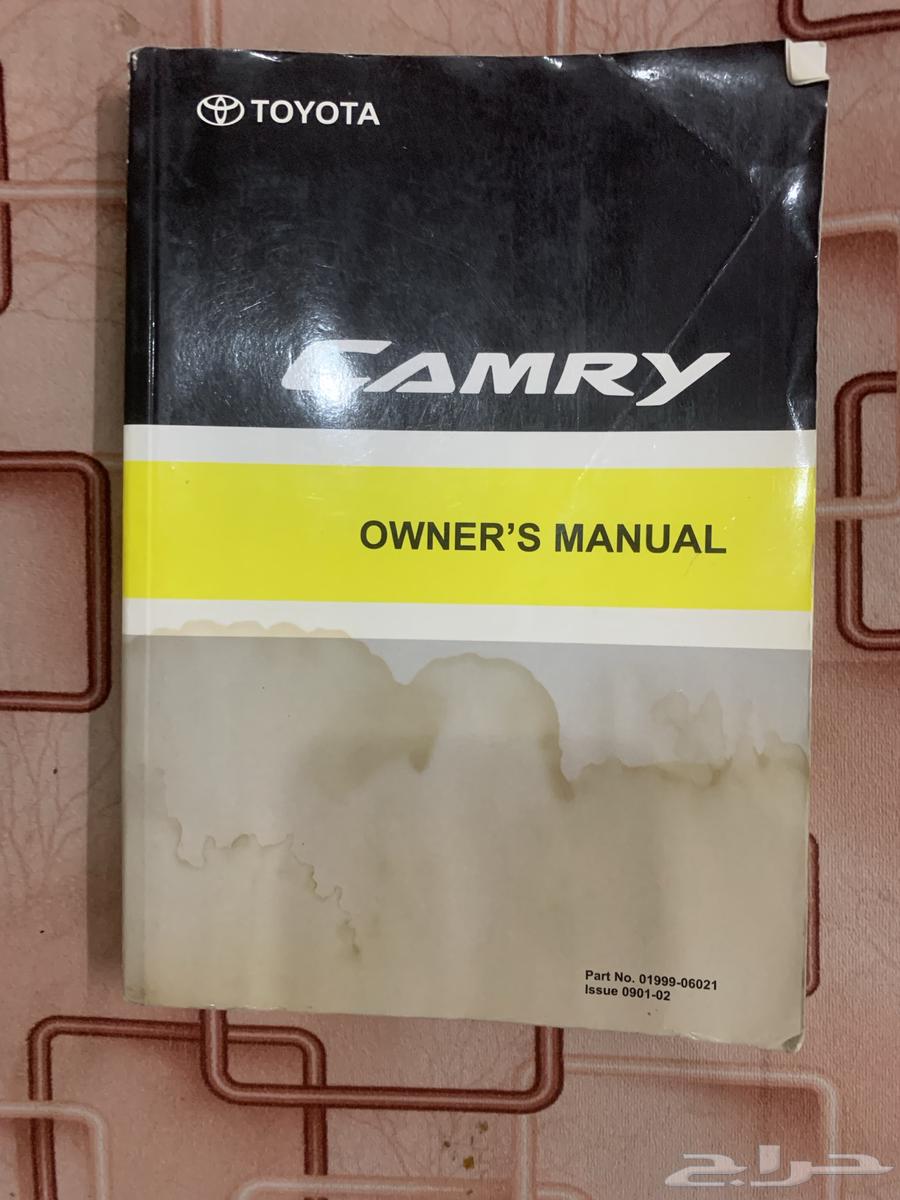 TOYOTA
CAMRY
OWNER'S MANUAL
Part No. 01999-06021
Issue 0901-02
حراج